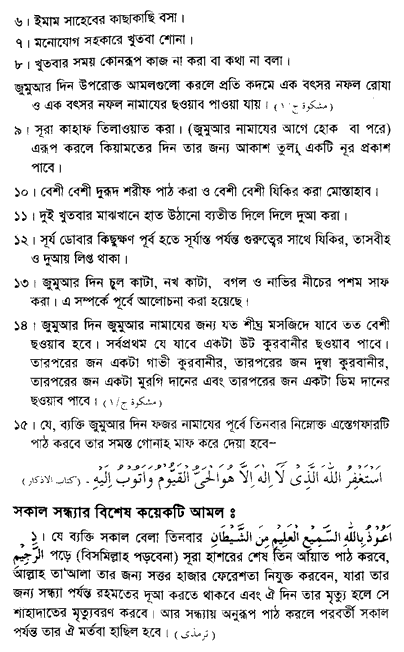 ৬। ইমাম সাহেবের কাছাকাছি বসা।
৭। মনোযোগ সহকারে খুতবা শোনা।
৮। খুতবার সময় কোনরূপ কাজ না করা বা কথা না বলা।
জুমুআর দিন উপরোক্ত আমলগুলো করলে প্রতি কদমে এক বৎসর নফল রোযা
ও এক বৎসর নফল নামাযের ছওয়াব পাওয়া যায়। (مشكوة ج/١)
৯। সূরা কাহাফ তিলাওয়াত করা। (জুমুআর নামাযের আগে হোক বা পরে)
এরূপ করলে কিয়ামতের দিন তার জন্য আকাশ তুল্য একটি নূর প্রকাশ
পাবে।
১০। বেশী বেশী দুরূদ শরীফ পাঠ করা ও বেশী বেশী যিকির করা মোস্তাহাব।
১১। দুই খুতবার মাঝখানে হাত উঠানো ব্যতীত দিলে দিলে দুআ করা।
১২। সূর্য ডোবার কিছুক্ষণ পূর্ব হতে সূর্যাস্ত পর্যন্ত গুরুত্বের সাথে যিকির, তাসবীহ
ও দুআয় লিপ্ত থাকা।
১৩। জুমুআর দিন চুল কাটা, নখ কাটা, বগল ও নাভির নীচের পশম সাফ
করা। এ সম্পর্কে পূর্বে আলোচনা করা হয়েছে।
১৪। জুমুআর দিন জুমুআর নামাযের জন্য যত শীঘ্র মসজিদে যাবে তত বেশী
ছওয়াব হবে। সর্বপ্রথম যে যাবে একটা উট কুরবানীর ছওয়াব পাবে।
তারপরের জন একটা গাভী কুরবানীর, তারপরের জন দুম্বা কুরবানীর,
তারপরের জন একটা মুরগি দানের এবং তারপরের জন একটা ডিম দানের
ছওয়াব পাবে। (مشكوة ج/١)
১৫। যে, ব্যক্তি জুমুআর দিন ফজর নামাযের পূর্বে তিনবার নিম্নোক্ত এস্তেগফারটি
পাঠ করবে তার সমস্ত গোনাহ মাফ করে দেয়া হবে–
اَسْتَغْفِرُ اللهَ الَّذِىْ لَا اِلٰهَ اِلَّا هُوَ الْحَىُّ الْقَيُّوْمُ وَاَتُوْبُ اِلَيْهِ. (كتاب الاذكار)
সকাল সন্ধ্যার বিশেষ কয়েকটি আমল ঃ
১। যে ব্যক্তি সকাল বেলা তিনবার اَعُوْذُ بِاللهِ السَّمِيْعِ الْعَلِيْمِ مِنَ الشَّيْطَانِ
الرَّجِيْمِ পড়ে (বিসমিল্লাহ পড়বেনা) সূরা হাশরের শেষ তিন আয়াত পাঠ করবে,
আল্লাহ তা'আলা তার জন্য সত্তর হাজার ফেরেশতা নিযুক্ত করবেন, যারা তার
জন্য সন্ধ্যা পর্যন্ত রহমতের দুআ করতে থাকবে এবং ঐ দিন তার মৃত্যু হলে সে
শাহাদাতের মৃত্যুবরণ করবে। আর সন্ধ্যায় অনুরূপ পাঠ করলে পরবর্তী সকাল
পর্যন্ত তার ঐ মর্তবা হাছিল হবে। (ترمذى)